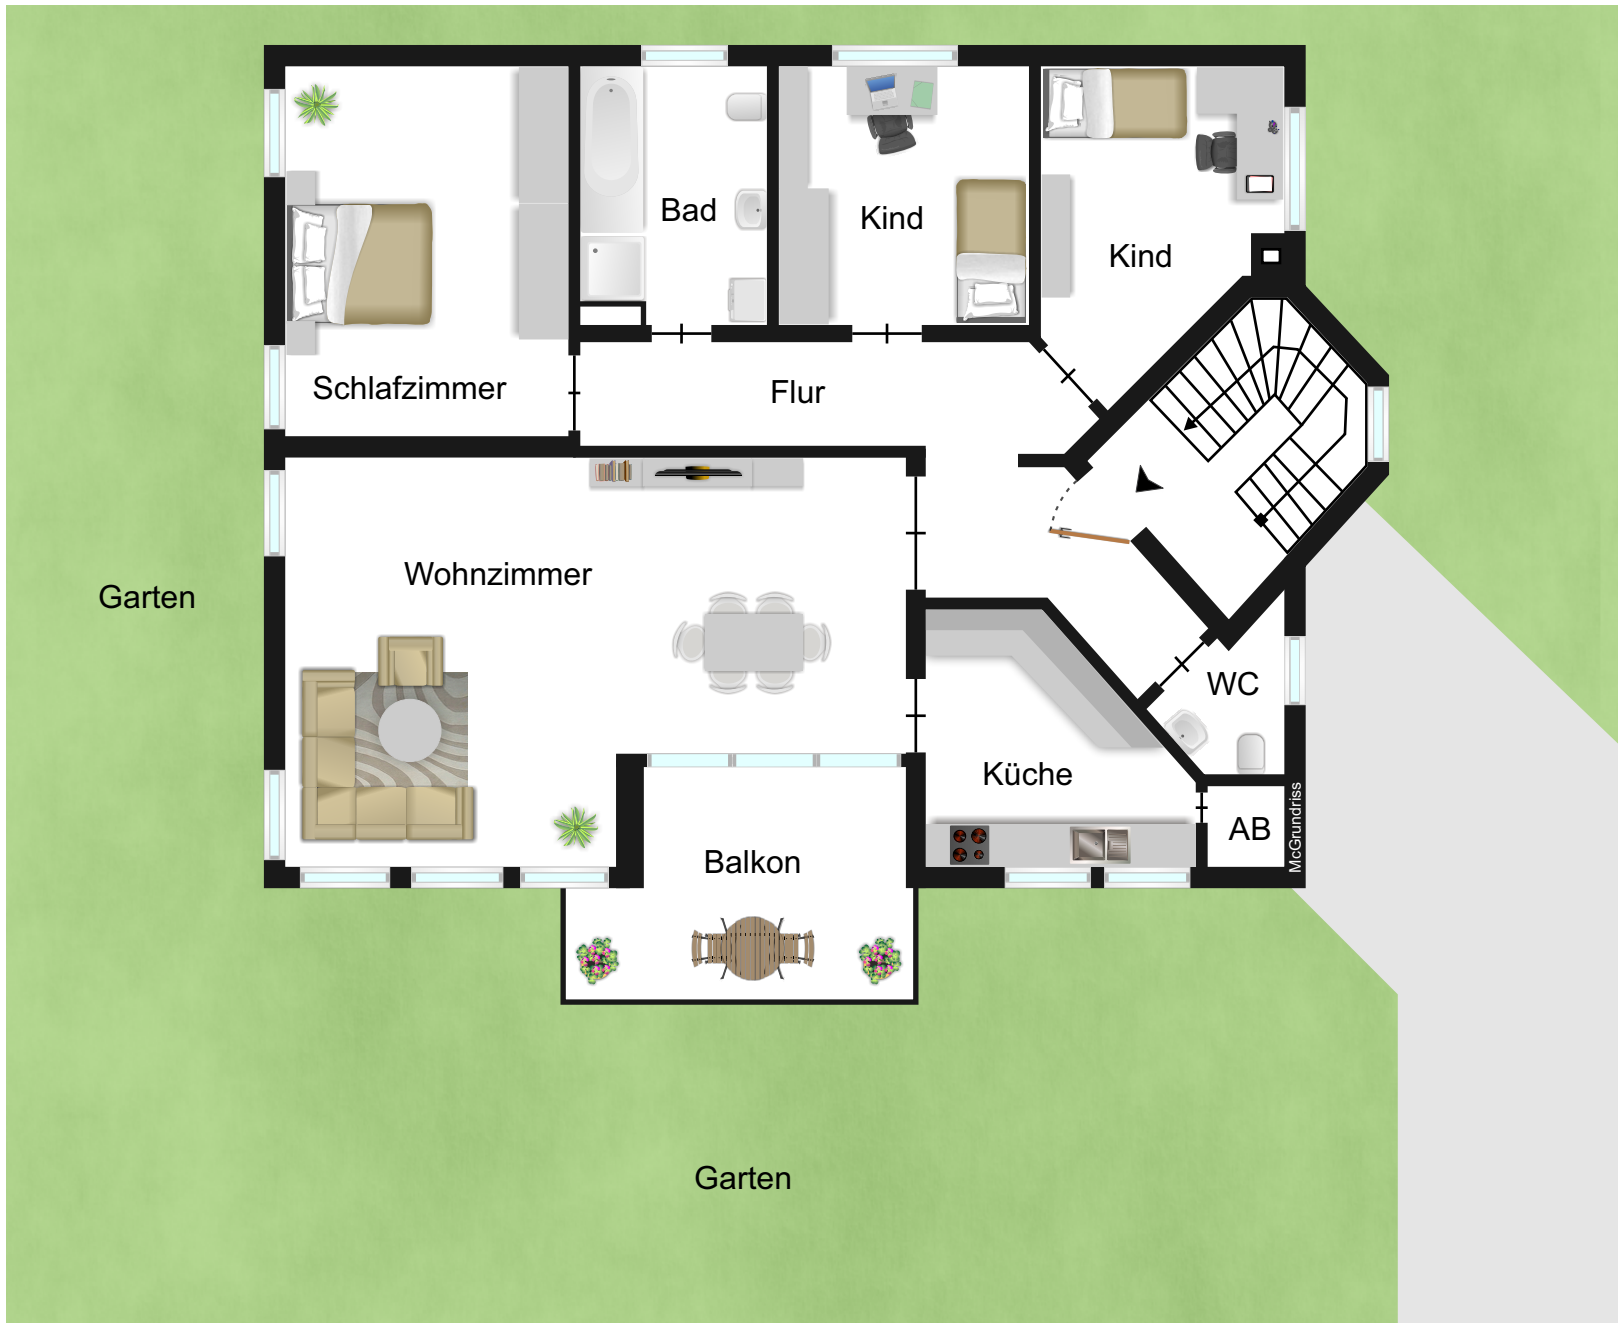 Bad
Kind
Kind
Schlafzimmer
Flur
Wohnzimmer
Garten
WC
Küche
McGrundriss
AB
Balkon
Garten